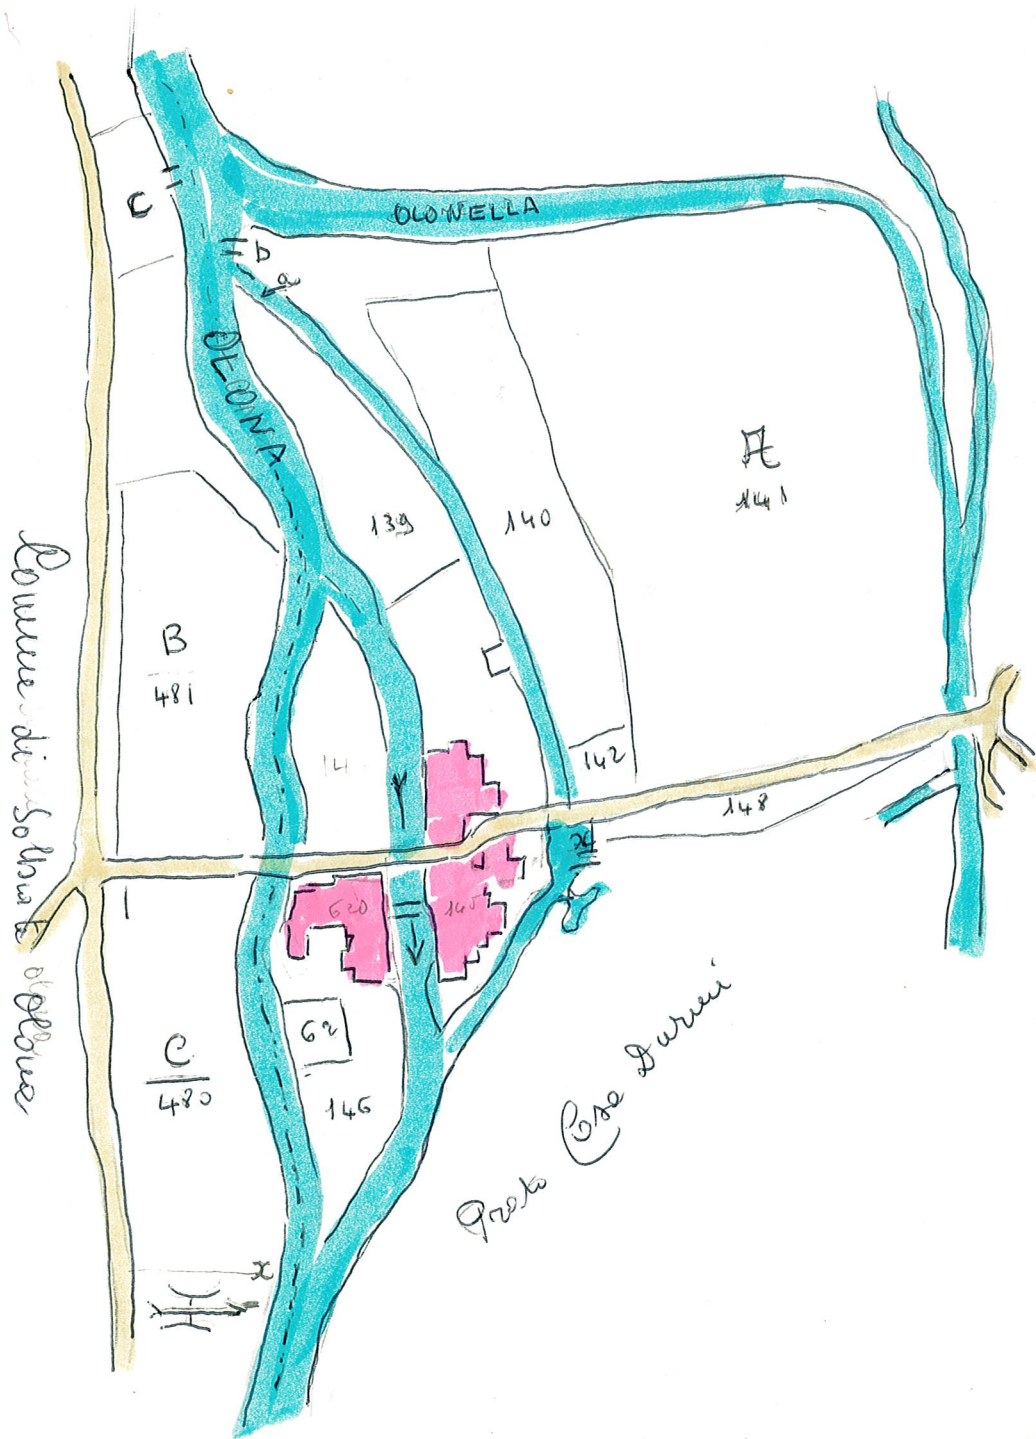 C
OLONELLA
b
a
OLONA
A
141
139
140
B
481
142
148
14
620
145
62
C
480
146
Prato Casa Durini
x
Comune di Solbiate Olona